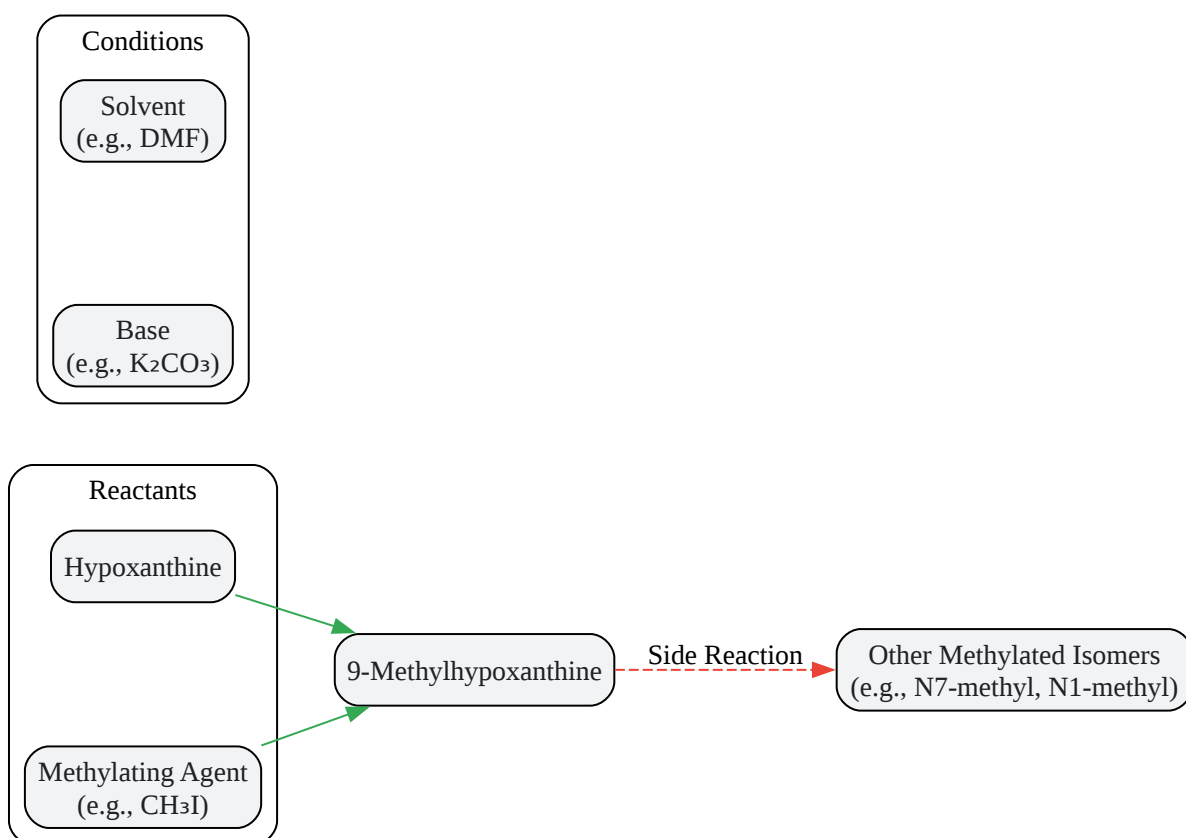 Conditions
Solvent
(e.g., DMF)
Base
(e.g., K₂CO₃)
Reactants
Hypoxanthine
Methylating Agent
(e.g., CH₃I)
9-Methylhypoxanthine
Side Reaction
Other Methylated Isomers
(e.g., N7-methyl, N1-methyl)